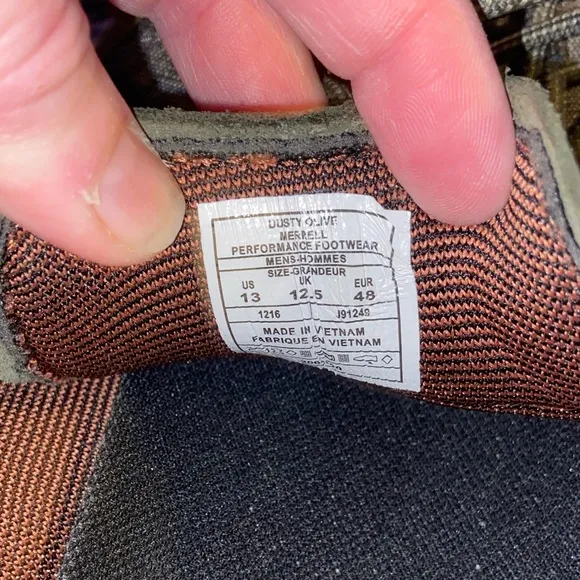 DUSTY OLIVE
MERRELL
PERFORMANCE FOOTWEAR
MENS-HOMMES
SIZE-GRANDEUR
US UK EUR
13 12.5 48
1216 J91249
MADE IN VIETNAM
FABRIQUE EN VIETNAM